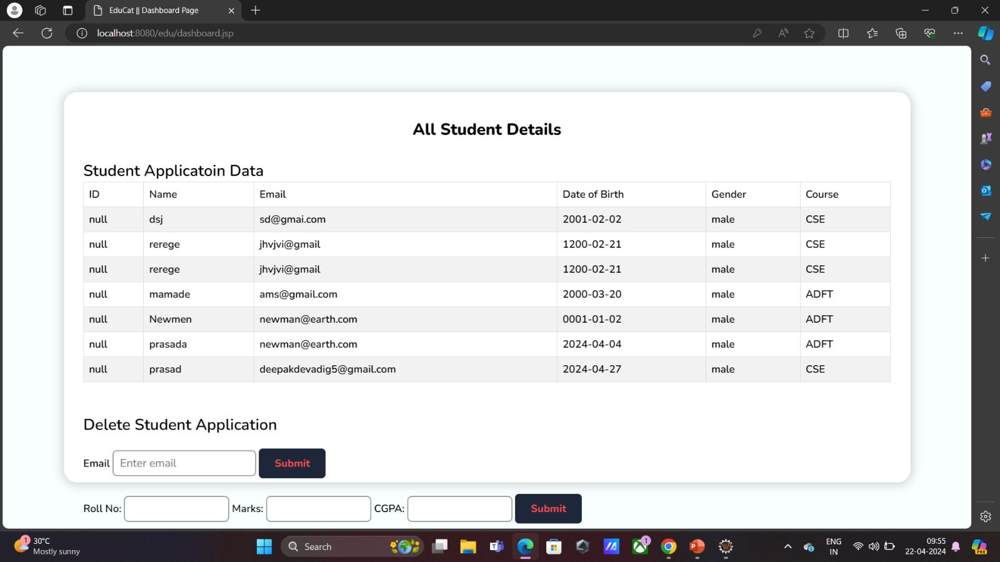 EduCat || Dashboard Page
localhost:8080/edu/dashboard.jsp
All Student Details
Student Applicatoin Data
ID Name Email Date of Birth Gender Course
null dsj sd@gmai.com 2001-02-02 male CSE
null rerege jhvjvi@gmail 1200-02-21 male CSE
null rerege jhvjvi@gmail 1200-02-21 male CSE
null mamade ams@gmail.com 2000-03-20 male ADFT
null Newmen newman@earth.com 0001-01-02 male ADFT
null prasada newman@earth.com 2024-04-04 male ADFT
null prasad deepakdevadig5@gmail.com 2024-04-27 male CSE
Delete Student Application
Email Enter email Submit
Roll No: Marks: CGPA: Submit
1 30°C
Mostly sunny
Search
1
ENG
IN
09:55
22-04-2024
PRE